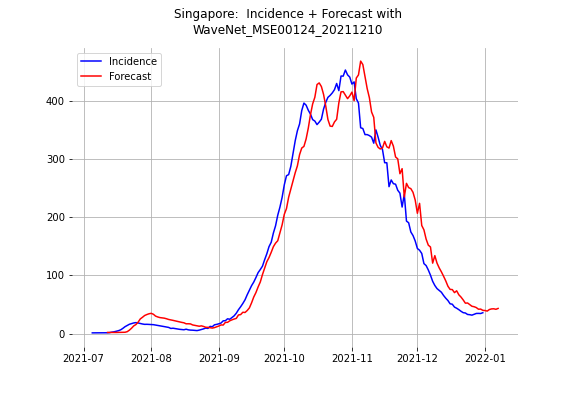 Singapore:  Incidence + Forecast with
WaveNet_MSE00124_20211210
Incidence
Forecast
400
300
200
100
0
2021-07 2021-08 2021-09 2021-10 2021-11 2021-12 2022-01